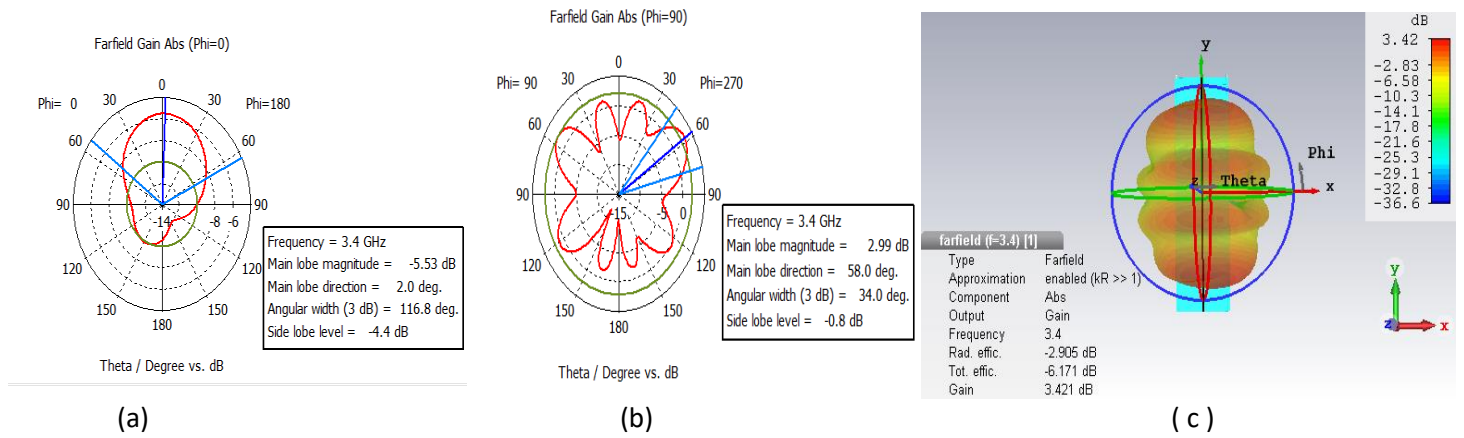 Farfield Gain Abs (Phi=0)
0
30 30
Phi= 0 Phi=180
60 60
90 -14 -8 -6 90
120 120
150 150
180
Theta / Degree vs. dB
Frequency = 3.4 GHz
Main lobe magnitude = -5.53 dB
Main lobe direction = 2.0 deg.
Angular width (3 dB) = 116.8 deg.
Side lobe level = -4.4 dB
(a)
Farfield Gain Abs (Phi=90)
0
Phi= 90 30 30 Phi=270
60 60
90 -15 -5 0 90
120 120
150 150
180
Theta / Degree vs. dB
Frequency = 3.4 GHz
Main lobe magnitude = 2.99 dB
Main lobe direction = 58.0 deg.
Angular width (3 dB) = 34.0 deg.
Side lobe level = -0.8 dB
(b)
dB
3.42
-2.83
-6.58
-10.3
-14.1
-17.8
-21.6
-25.3
-29.1
-32.8
-36.6
y
Phi
z Theta x
farfield (f=3.4) [1]
Type Farfield
Approximation enabled (kR >> 1)
Component Abs
Output Gain
Frequency 3.4
Rad. effic. -2.905 dB
Tot. effic. -6.171 dB
Gain 3.421 dB
y
z x
( c )